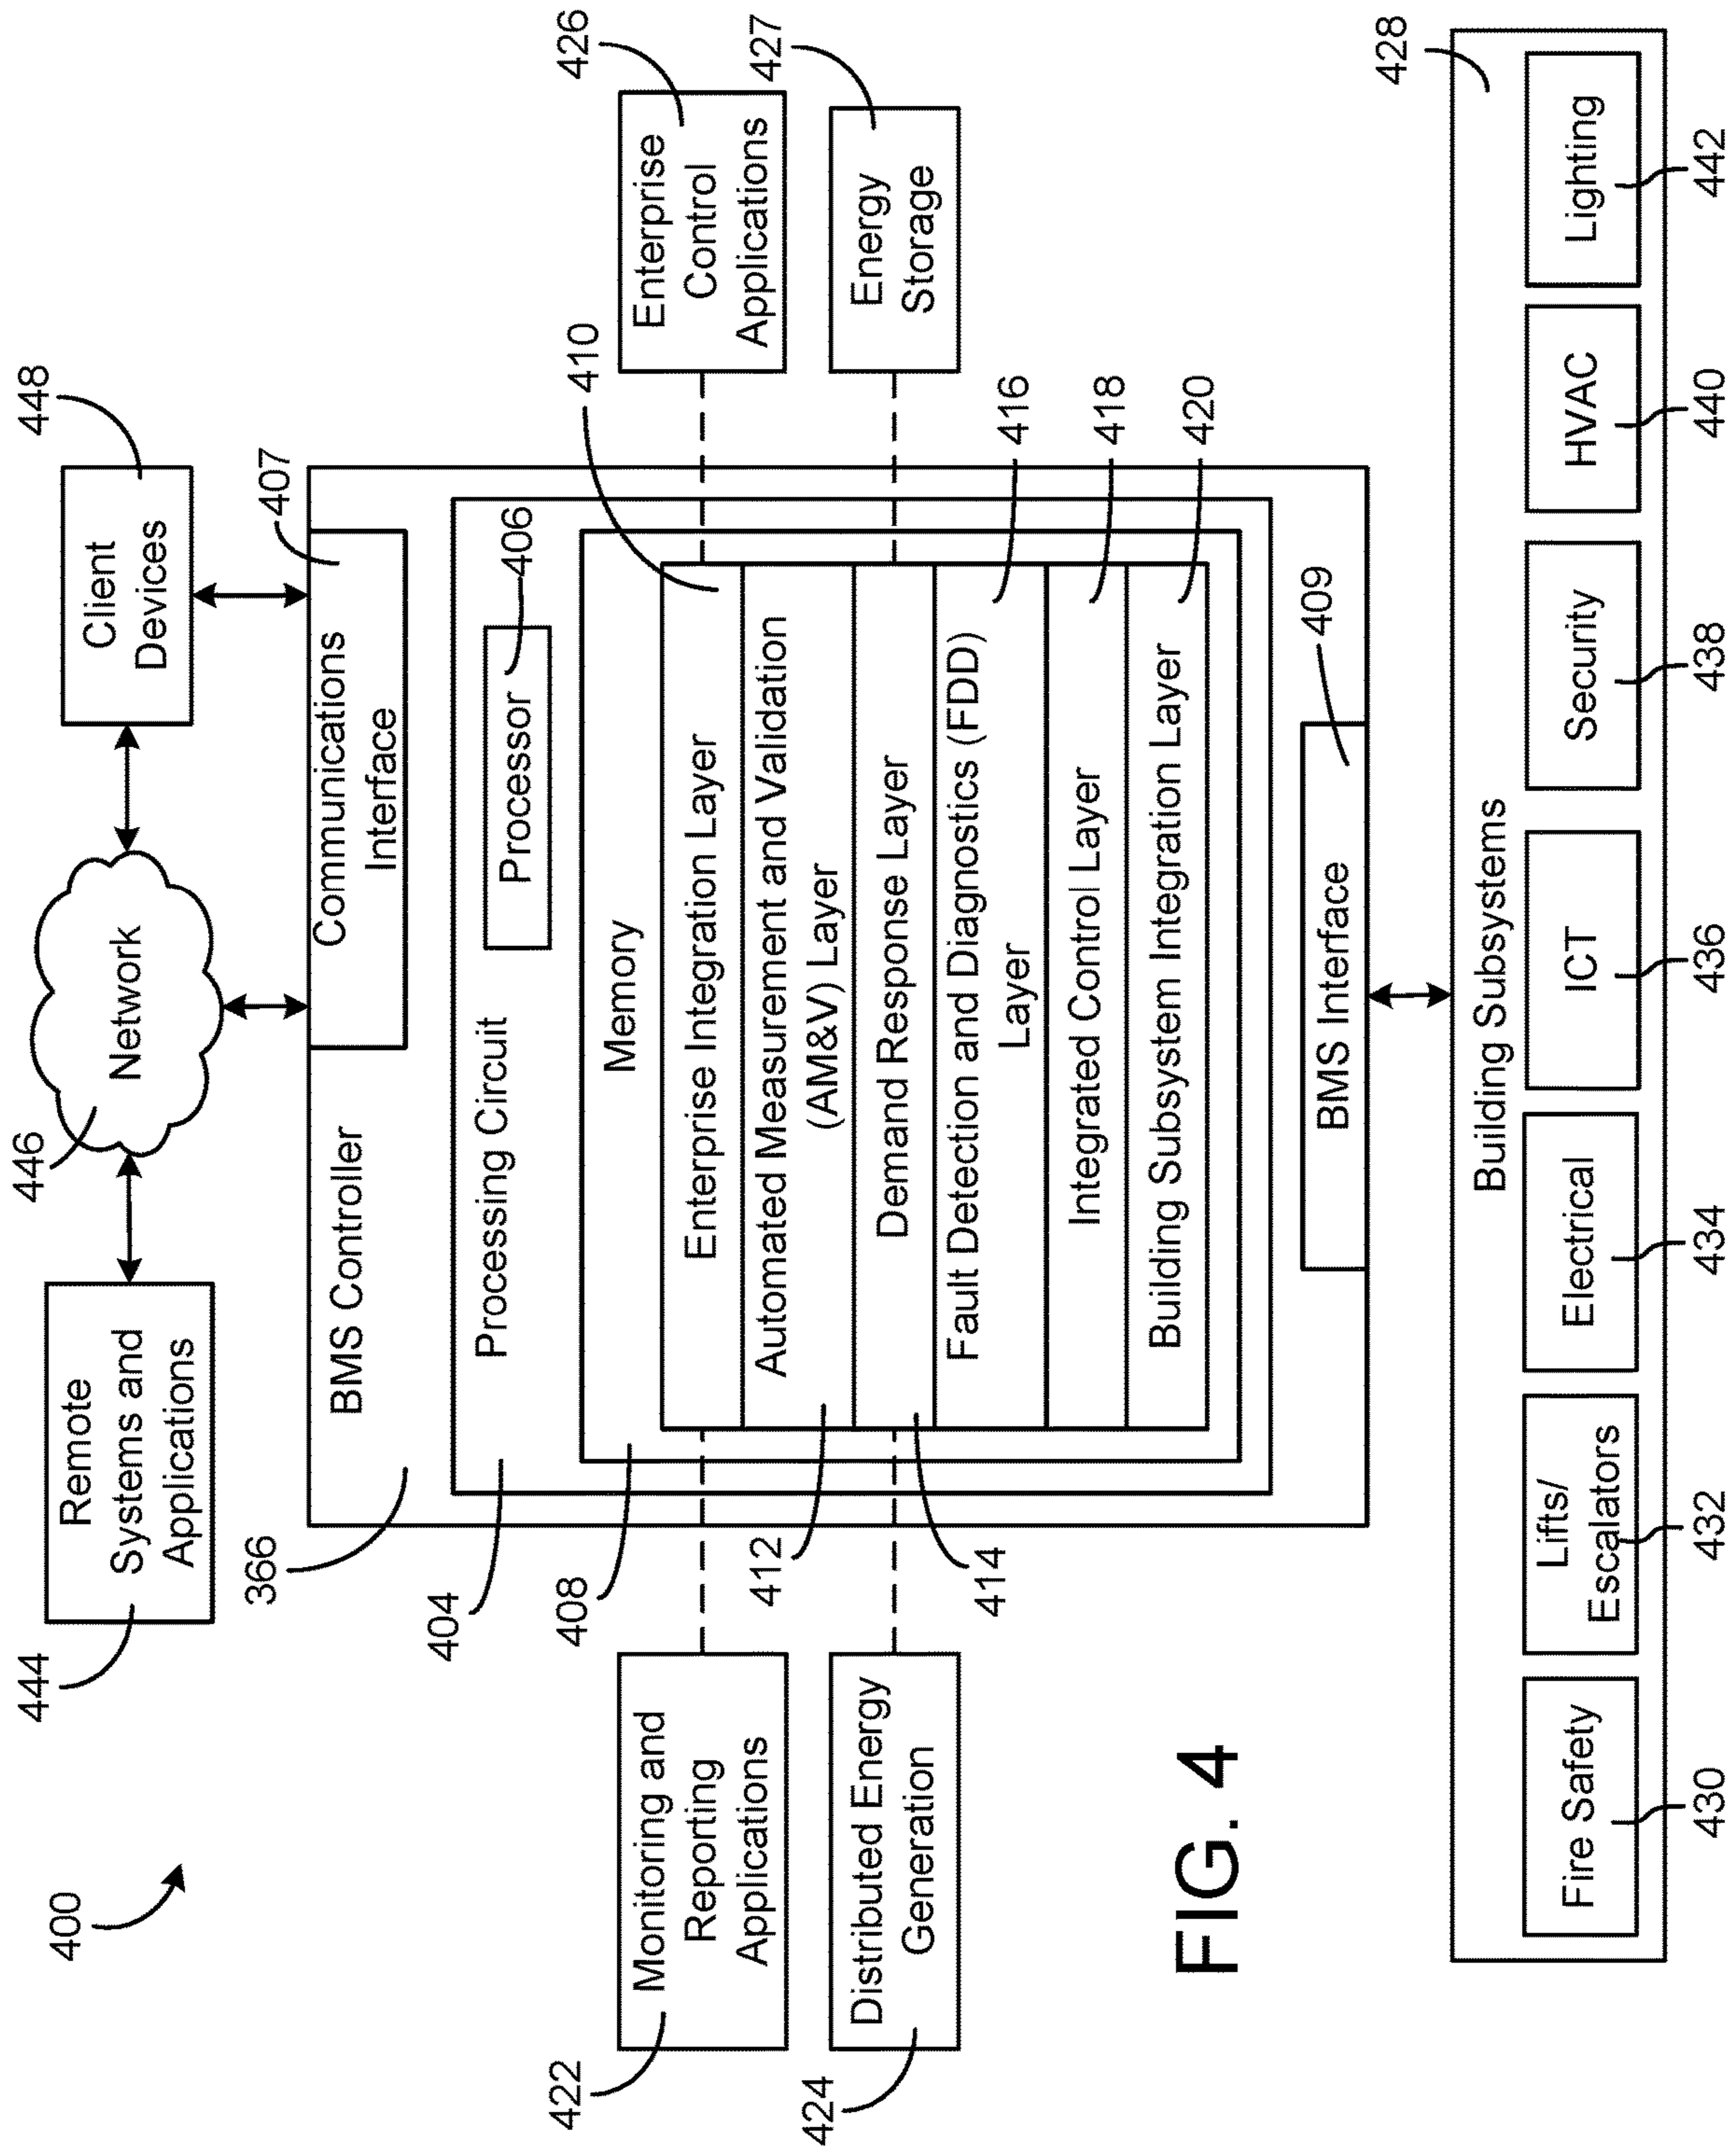 400
444
Remote
Systems and
Applications
446
Network
Client
Devices
448
366
BMS Controller
Communications
Interface
407
404
Processing Circuit
Processor
406
408
Memory
410
Enterprise Integration Layer
Automated Measurement and Validation
(AM&V) Layer
412
Demand Response Layer
414
Fault Detection and Diagnostics (FDD)
Layer
416
Integrated Control Layer
418
Building Subsystem Integration Layer
420
BMS Interface
409
422
Monitoring and
Reporting
Applications
424
Distributed Energy
Generation
426
Enterprise
Control
Applications
427
Energy
Storage
FIG. 4
428
Building Subsystems
Fire Safety
Lifts/
Escalators
Electrical
ICT
Security
HVAC
Lighting
430
432
434
436
438
440
442